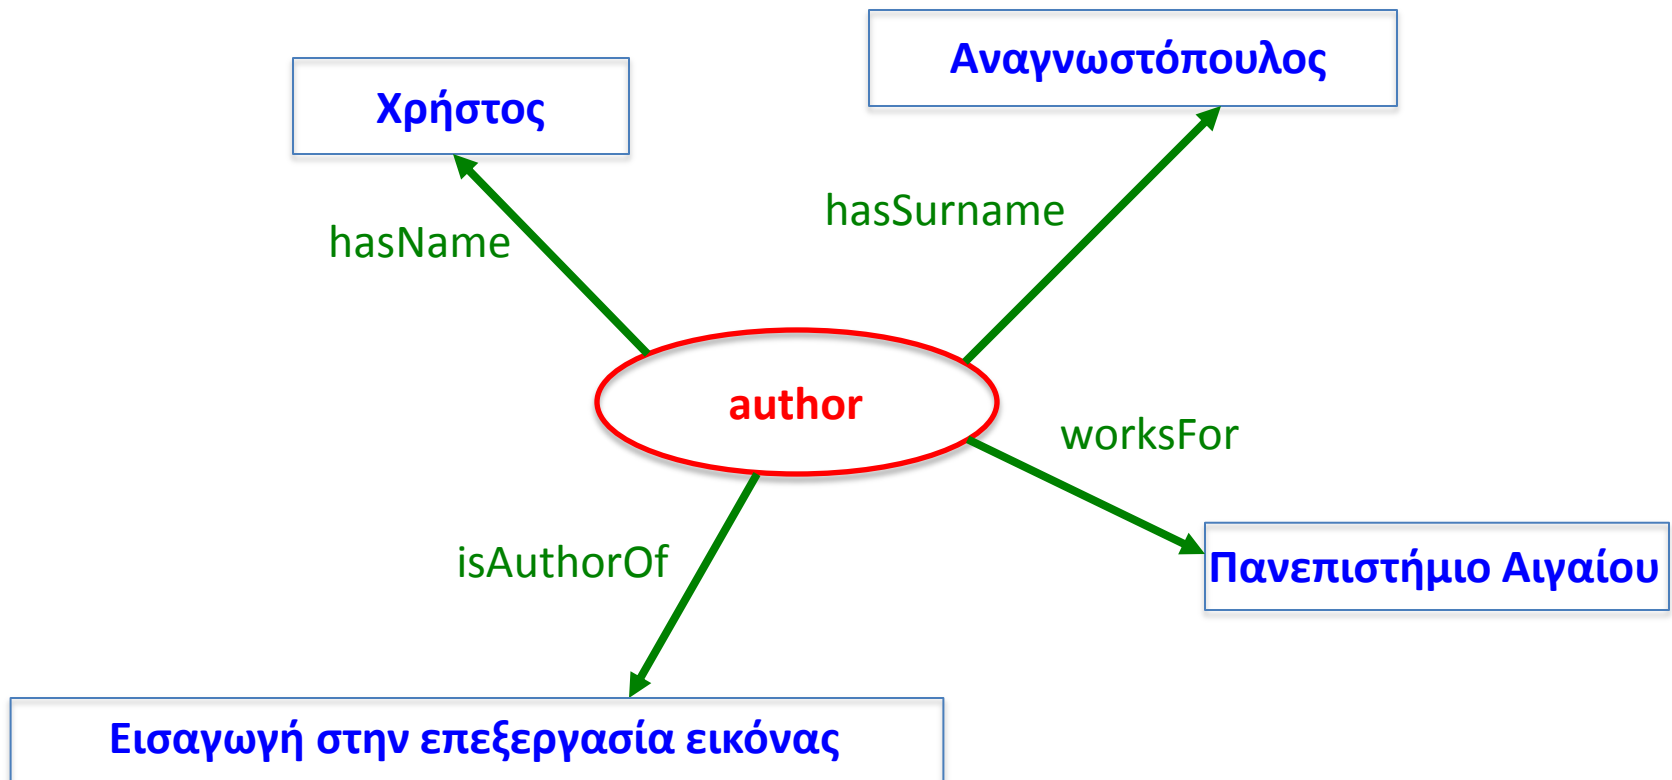 Αναγνωστόπουλος
Χρήστος
hasSurname
hasName
author
worksFor
isAuthorOf
Πανεπιστήμιο Αιγαίου
Εισαγωγή στην επεξεργασία εικόνας